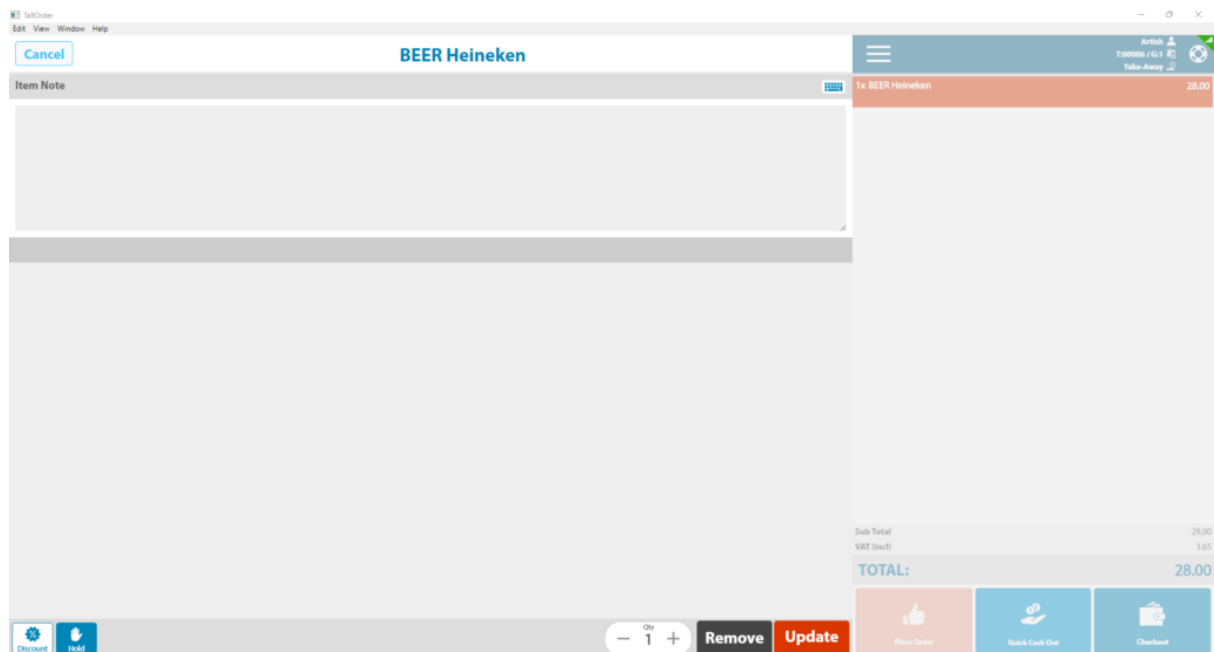 TallOrder
Edit View Window Help
Cancel
BEER Heineken
Artish
T:00006 / G:1
Take-Away
Item Note
1x BEER Heineken 28.00
Sub Total 28.00
VAT (incl) 3.65
TOTAL: 28.00
Discount
Hold
Qty
1
Remove
Update
Place Order
Quick Cash Out
Checkout